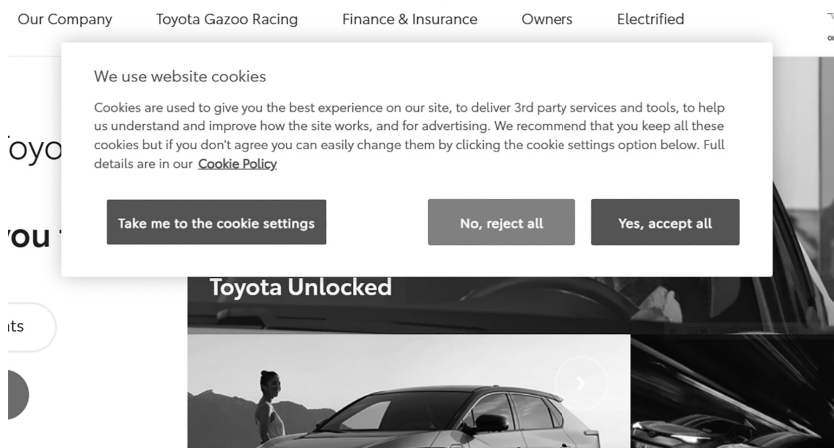 Our Company Toyota Gazoo Racing Finance & Insurance Owners Electrified
We use website cookies
Cookies are used to give you the best experience on our site, to deliver 3rd party services and tools, to help
us understand and improve how the site works, and for advertising. We recommend that you keep all these
cookies but if you don't agree you can easily change them by clicking the cookie settings option below. Full
details are in our Cookie Policy
Take me to the cookie settings No, reject all Yes, accept all
you
Toyota Unlocked